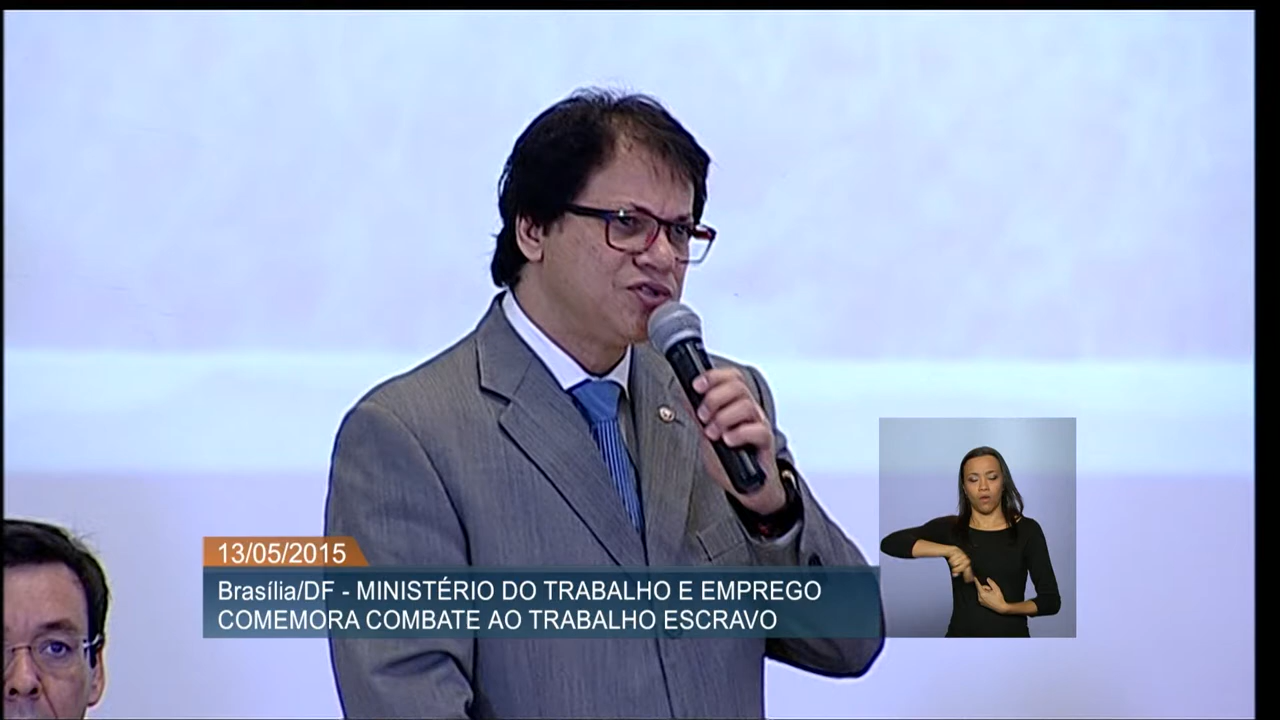 13/05/2015
Brasília/DF - MINISTÉRIO DO TRABALHO E EMPREGO
COMEMORA COMBATE AO TRABALHO ESCRAVO